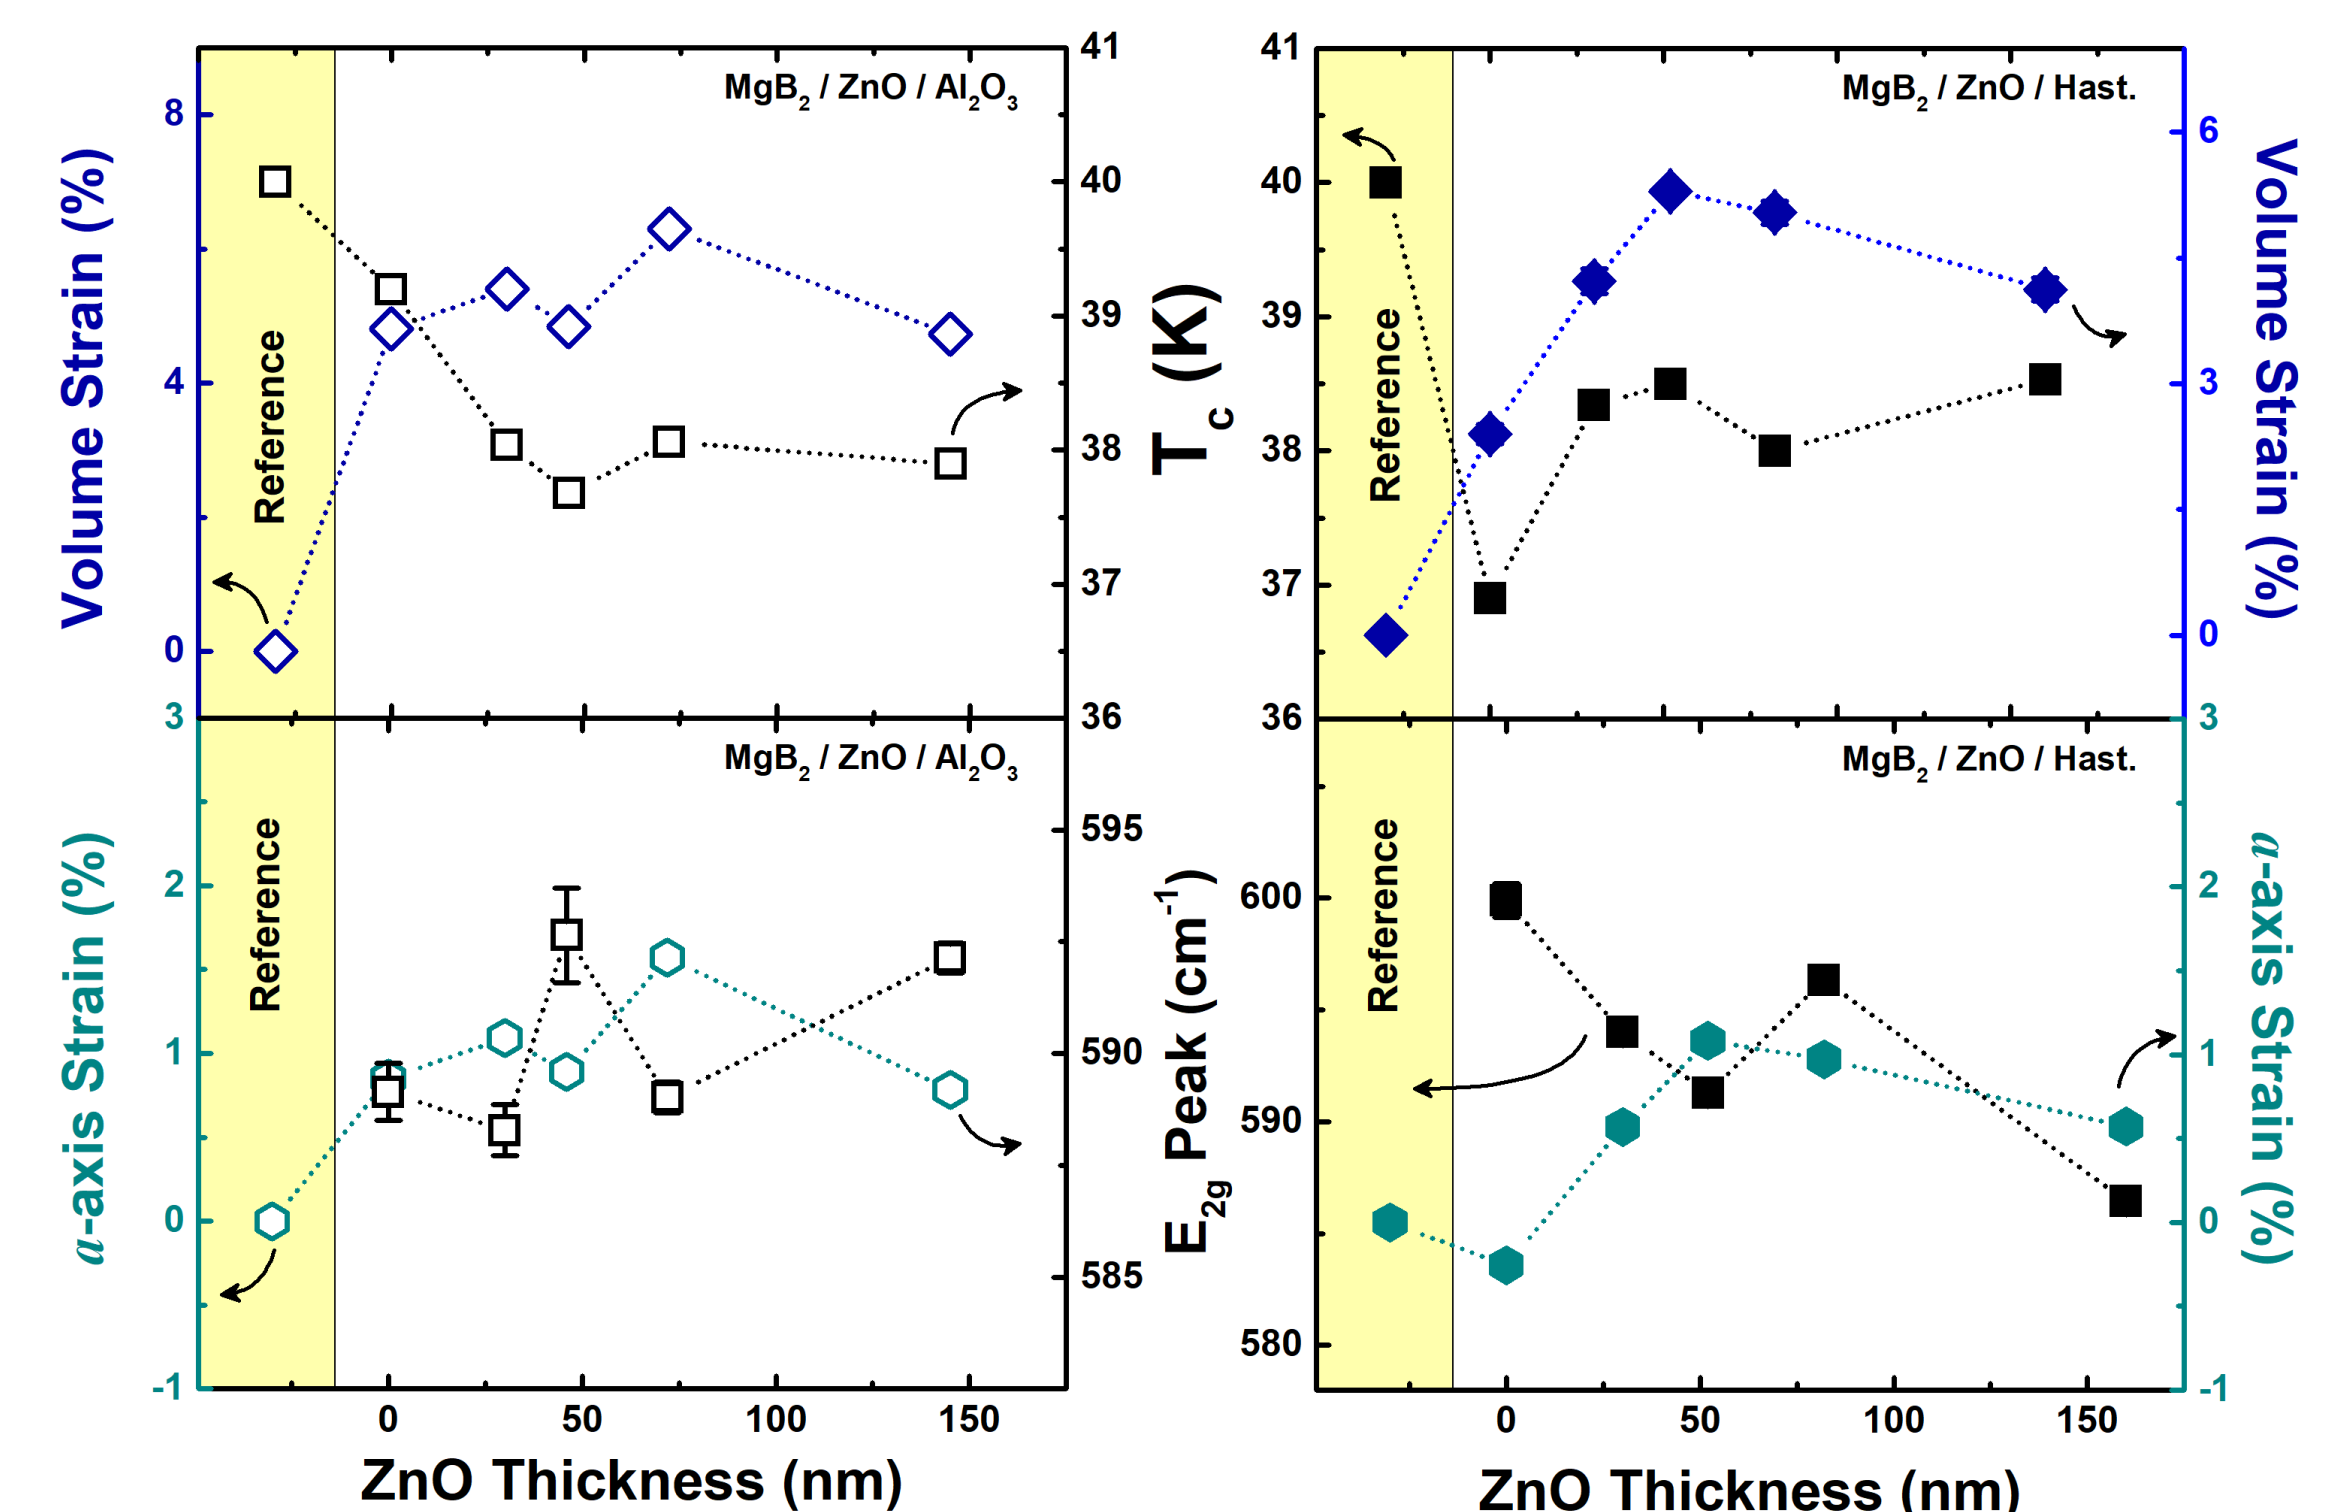 MgB2 / ZnO / Al2O3
8
4
0
Volume Strain (%)
Reference
41
40
39
38
37
36
Tc (K)
MgB2 / ZnO / Hast.
41
40
39
38
37
36
Reference
6
3
0
Volume Strain (%)
MgB2 / ZnO / Al2O3
3
2
1
0
-1
a-axis Strain (%)
Reference
595
590
585
E2g Peak (cm-1)
0 50 100 150
ZnO Thickness (nm)
MgB2 / ZnO / Hast.
600
590
580
Reference
3
2
1
0
-1
a-axis Strain (%)
0 50 100 150
ZnO Thickness (nm)